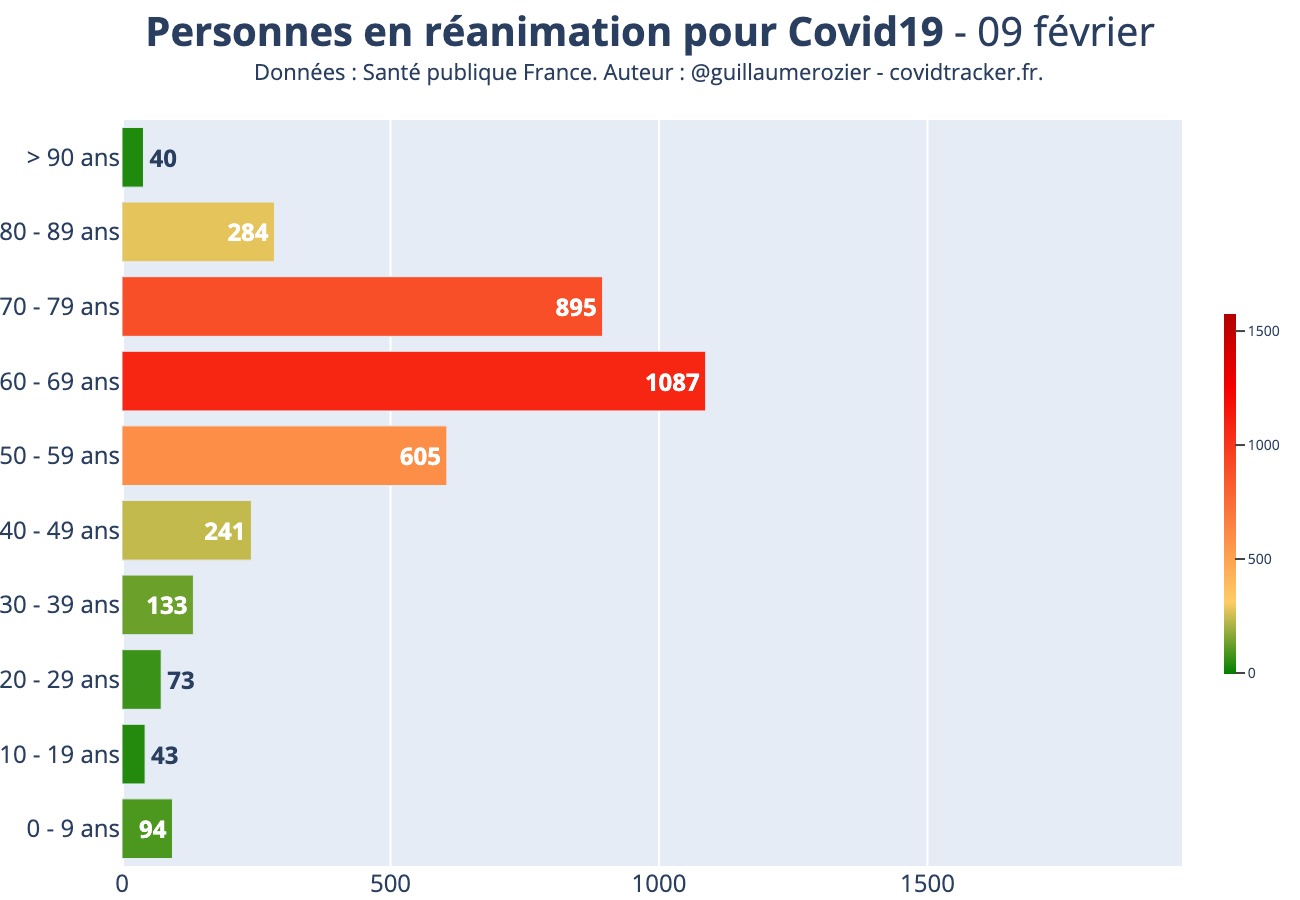 Personnes en réanimation pour Covid19 - 09 février
Données : Santé publique France. Auteur : @guillaumerozier - covidtracker.fr.
> 90 ans 40
80 - 89 ans 284
70 - 79 ans 895
60 - 69 ans 1087
50 - 59 ans 605
40 - 49 ans 241
30 - 39 ans 133
20 - 29 ans 73
10 - 19 ans 43
0 - 9 ans 94
0 500 1000 1500
1500
1000
500
0